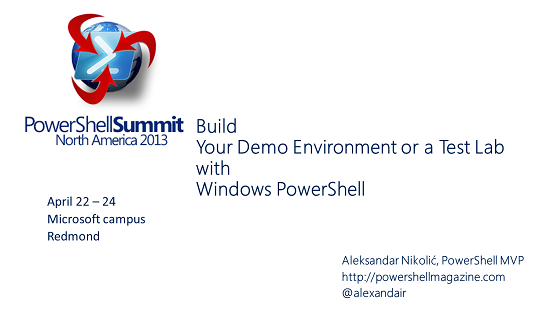 PowerShellSummit
North America 2013
Build
Your Demo Environment or a Test Lab
with
Windows PowerShell
April 22 – 24
Microsoft campus
Redmond
Aleksandar Nikolić, PowerShell MVP
http://powershellmagazine.com
@alexandair